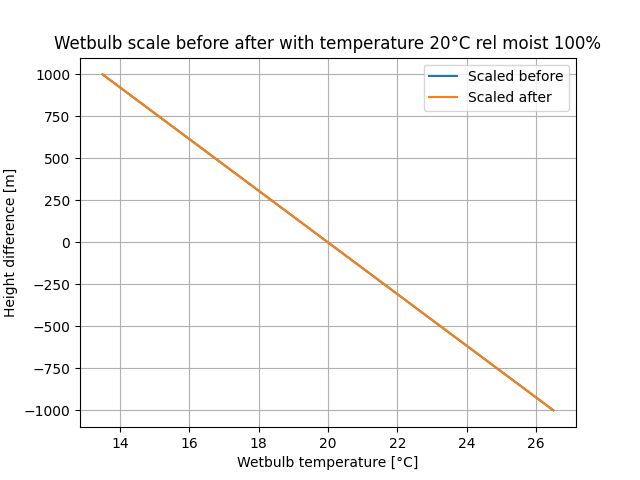 Wetbulb scale before after with temperature 20°C rel moist 100%
Scaled before
Scaled after
1000
750
500
250
0
−250
−500
−750
−1000
Height difference [m]
14 16 18 20 22 24 26
Wetbulb temperature [°C]